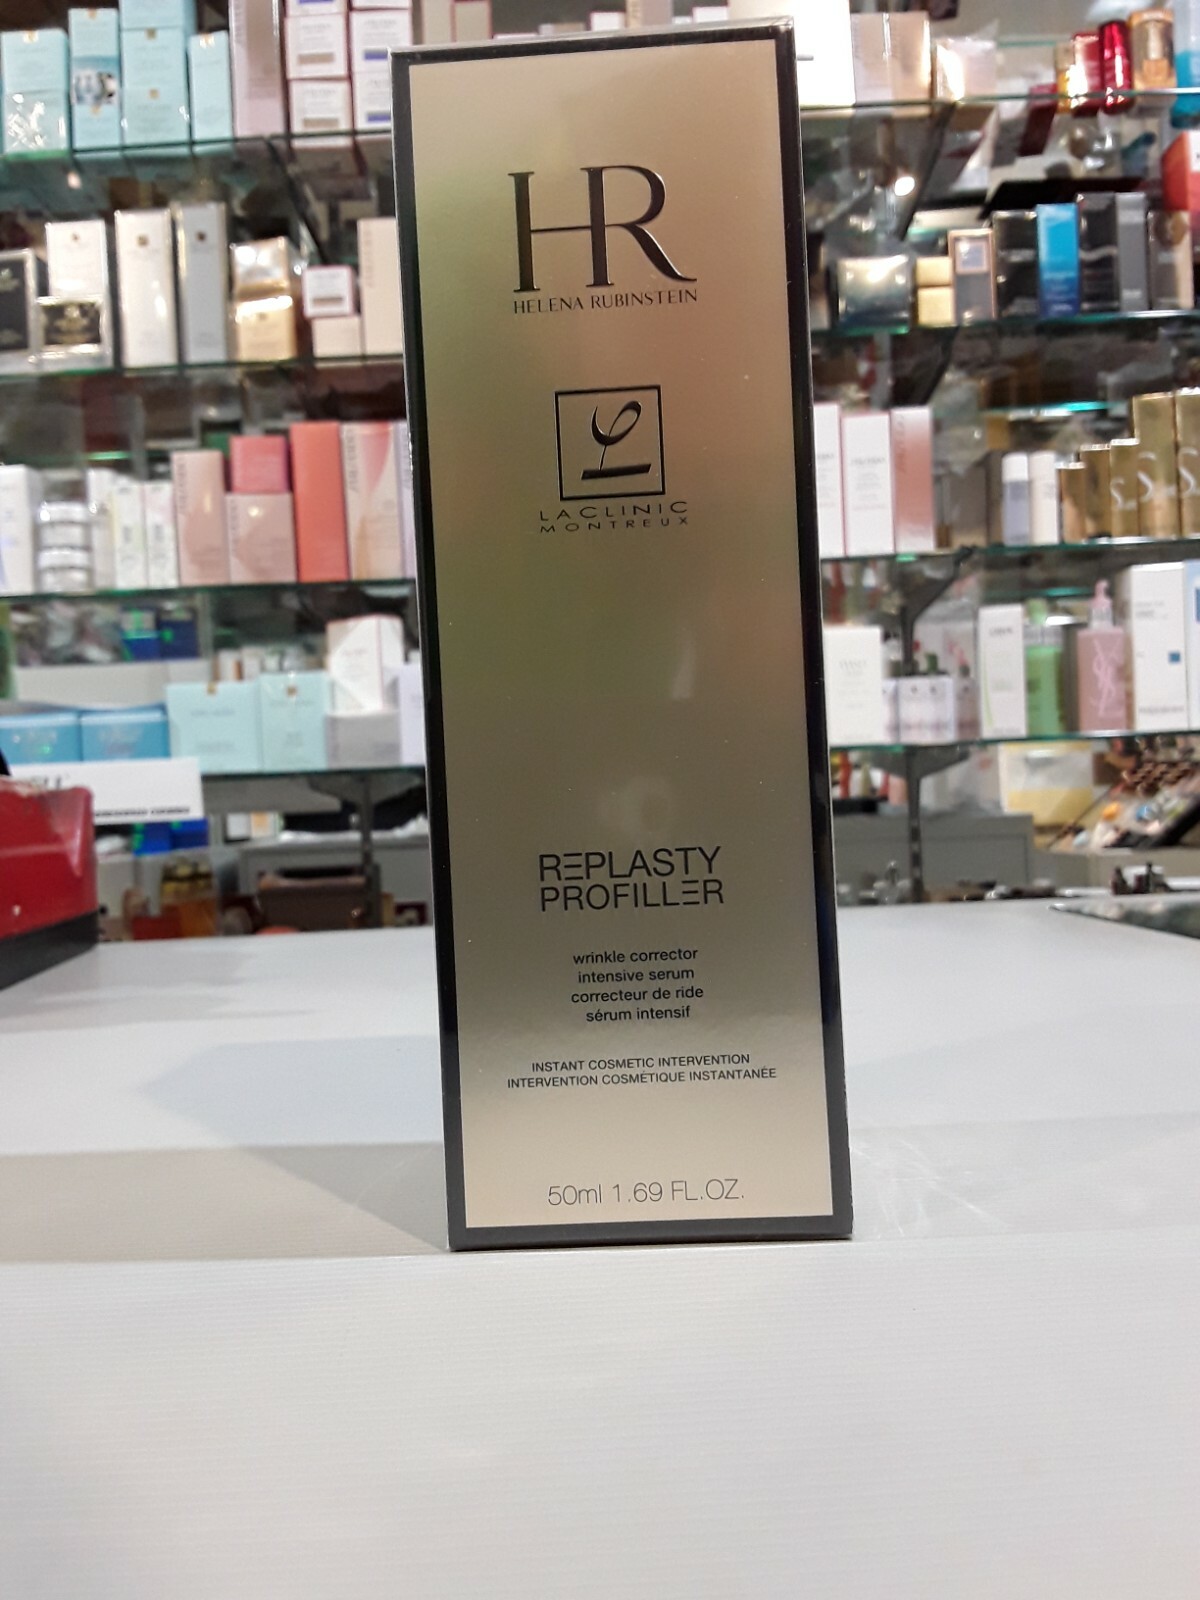 HR
HELENA RUBINSTEIN
LACLINIC
MONTREUX
REPLASTY
PROFILLER
wrinkle corrector
intensive serum
correcteur de ride
sérum intensif
INSTANT COSMETIC INTERVENTION
INTERVENTION COSMÉTIQUE INSTANTANÉE
50ml 1.69 FL.OZ.